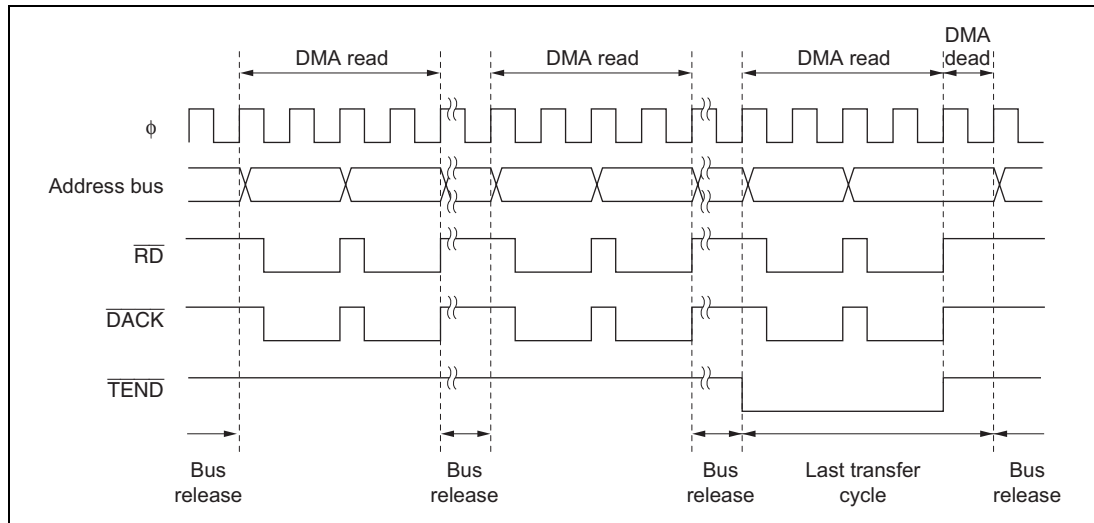 DMA read
DMA read
DMA read
DMA
dead
ϕ
Address bus
RD
DACK
TEND
Bus
release
Bus
release
Bus
release
Last transfer
cycle
Bus
release